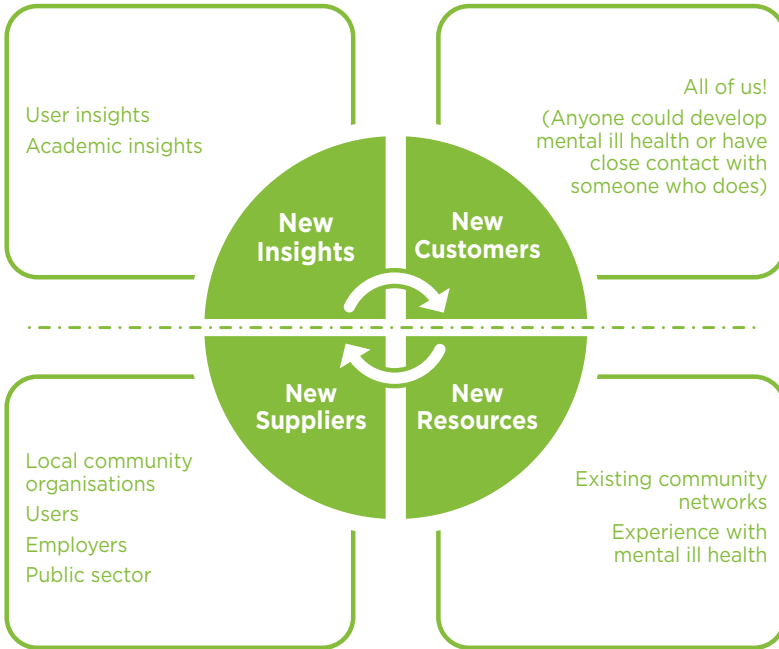 User insights
Academic insights
New
Insights
All of us!
(Anyone could develop
mental ill health or have
close contact with
someone who does)
New
Customers
Local community
organisations
Users
Employers
Public sector
New
Suppliers
New
Resources
Existing community
networks
Experience with
mental ill health